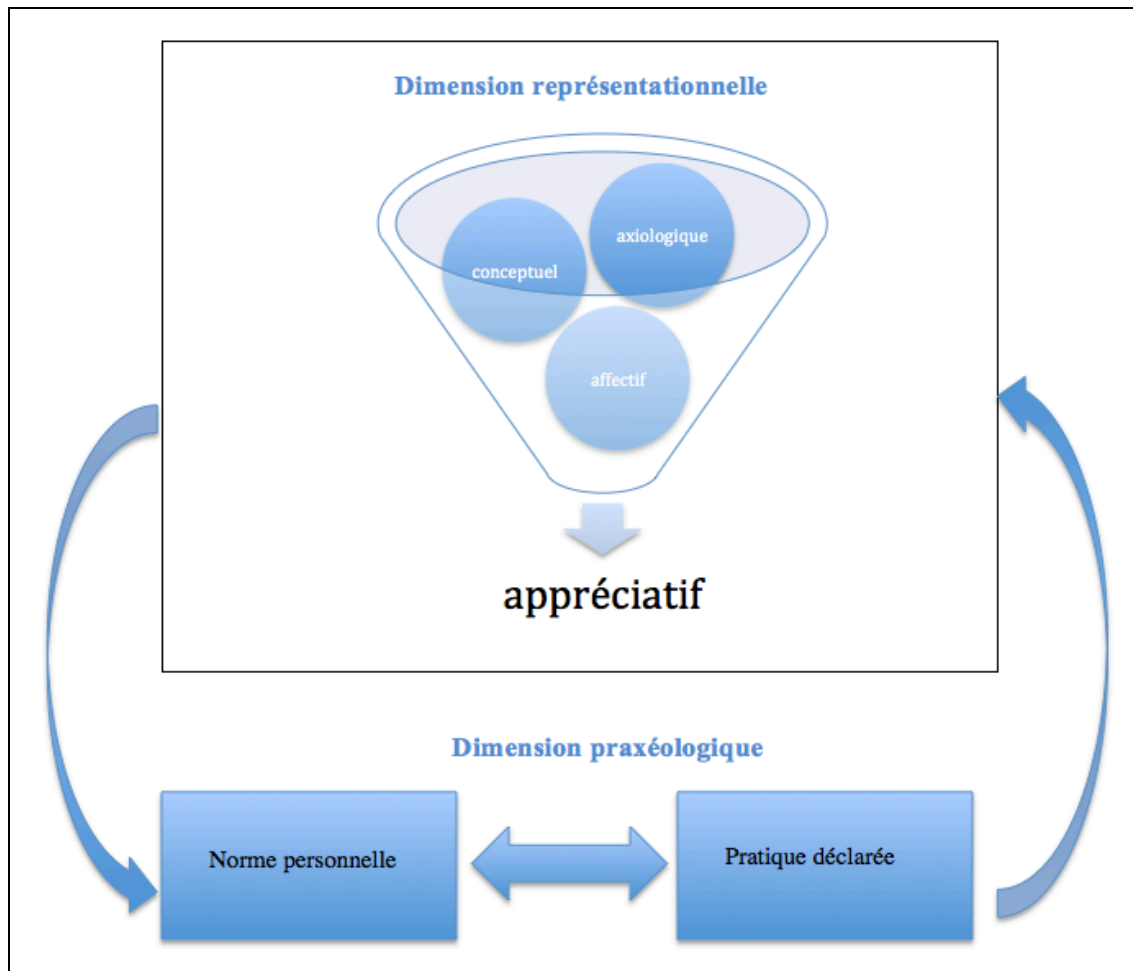 Dimension représentationnelle
axiologique
conceptuel
affectif
appréciatif
Dimension praxéologique
Norme personnelle
Pratique déclarée